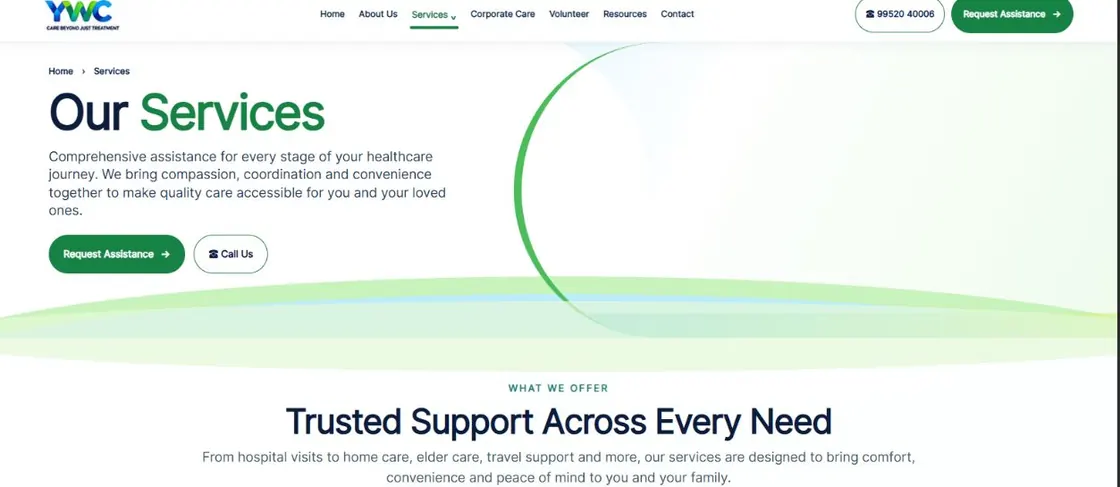 YWC
CARE BEYOND JUST TREATMENT
Home About Us Services Corporate Care Volunteer Resources Contact
☎ 99520 40006
Request Assistance →
Home › Services
Our Services
Comprehensive assistance for every stage of your healthcare
journey. We bring compassion, coordination and convenience
together to make quality care accessible for you and your loved
ones.
Request Assistance →
☎ Call Us
WHAT WE OFFER
Trusted Support Across Every Need
From hospital visits to home care, elder care, travel support and more, our services are designed to bring comfort,
convenience and peace of mind to you and your family.